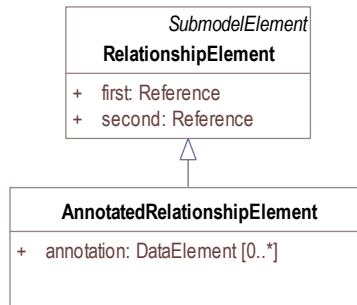 SubmodelElement
RelationshipElement
+ first: Reference
+ second: Reference
AnnotatedRelationshipElement
+ annotation: DataElement [0..*]